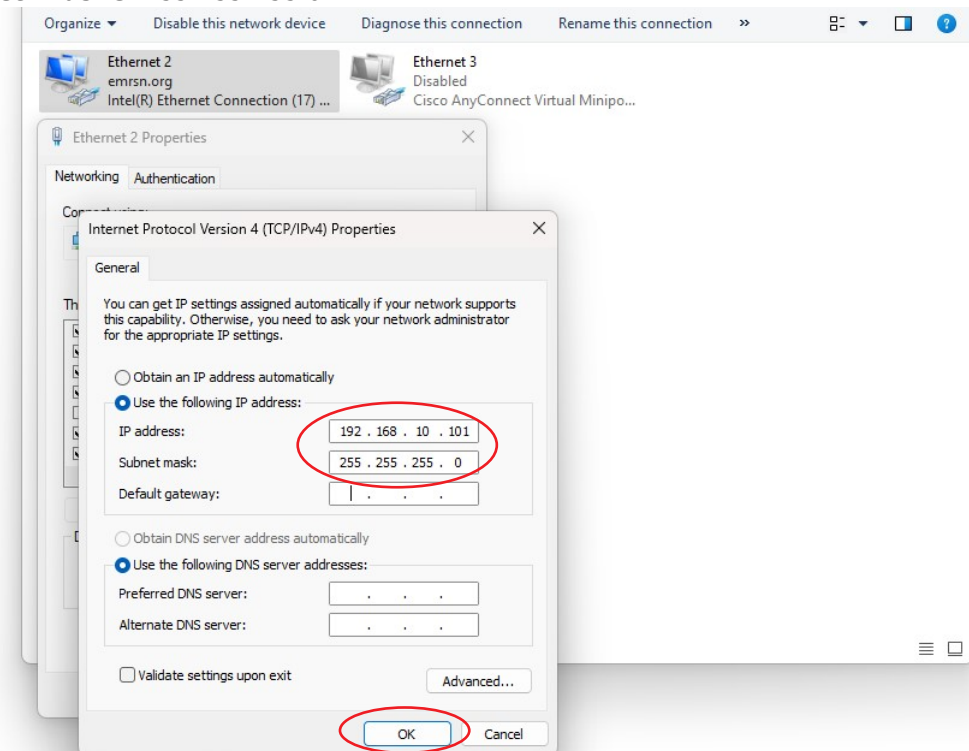 Organize Disable this network device Diagnose this connection Rename this connection »
Ethernet 2
emrsn.org
Intel(R) Ethernet Connection (17) ...
Ethernet 3
Disabled
Cisco AnyConnect Virtual Minipo...
Ethernet 2 Properties
Networking Authentication
Internet Protocol Version 4 (TCP/IPv4) Properties
General
You can get IP settings assigned automatically if your network supports
this capability. Otherwise, you need to ask your network administrator
for the appropriate IP settings.
Obtain an IP address automatically
Use the following IP address:
IP address: 192 . 168 . 10 . 101
Subnet mask: 255 . 255 . 255 . 0
Default gateway: . . .
Obtain DNS server address automatically
Use the following DNS server addresses:
Preferred DNS server: . . .
Alternate DNS server: . . .
Validate settings upon exit
Advanced...
OK Cancel